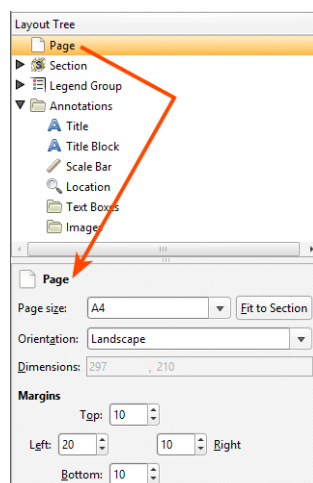 Layout Tree
Page
Section
Legend Group
Annotations
Title
Title Block
Scale Bar
Location
Text Boxes
Images
Page
Page size: A4 Fit to Section
Orientation: Landscape
Dimensions: 297 , 210
Margins
Top: 10
Left: 20 10 Right
Bottom: 10